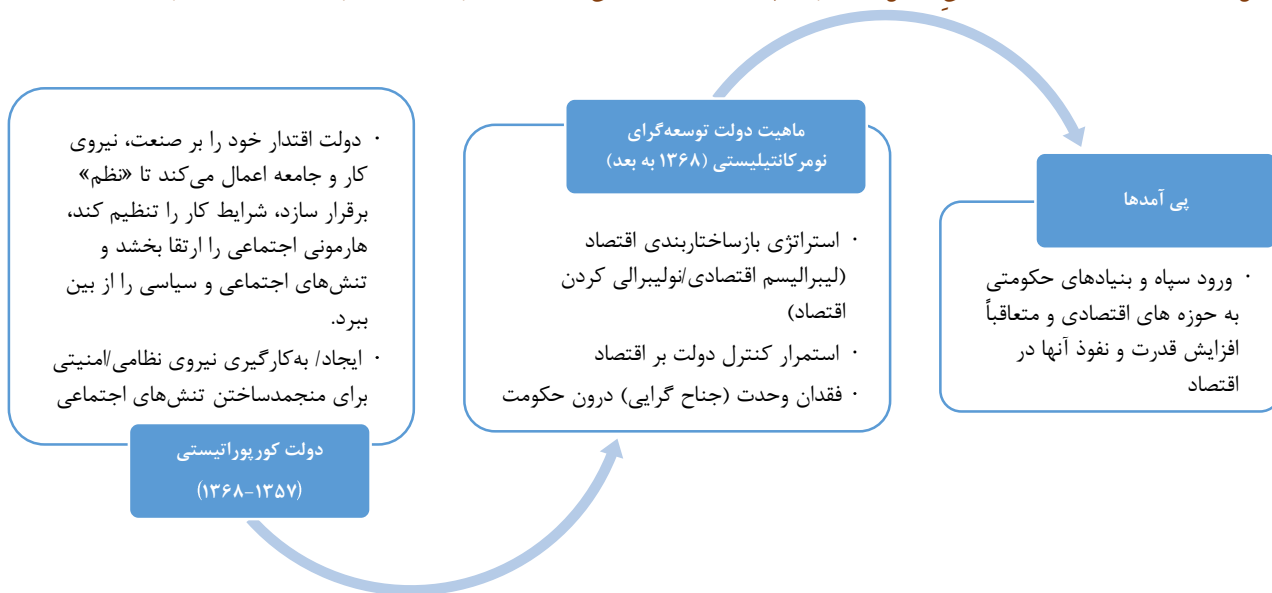 · دولت اقتدار خود را بر صنعت، نیروی
کار و جامعه اعمال می‌کند تا «نظم»
برقرار سازد، شرایط کار را تنظیم کند،
هارمونی اجتماعی را ارتقا بخشد و
تنش‌های اجتماعی و سیاسی را از بین
ببرد.
· ایجاد/ به‌کارگیری نیروی نظامی/امنیتی
برای منجمدساختن تنش‌های اجتماعی
دولت کورپوراتیستی
(۱۳۵۷-۱۳۶۸)
ماهیت دولت توسعه‌گرای
نومرکانتیلیستی (۱۳۶۸ به بعد)
· استراتژی بازساختاربندی اقتصاد
(لیبرالیسم اقتصادی/نولیبرالی کردن
اقتصاد)
· استمرار کنترل دولت بر اقتصاد
· فقدان وحدت (جناح گرایی) درون حکومت
پی آمدها
· ورود سپاه و بنیادهای حکومتی
به حوزه های اقتصادی و متعاقباً
افزایش قدرت و نفوذ آنها در
اقتصاد